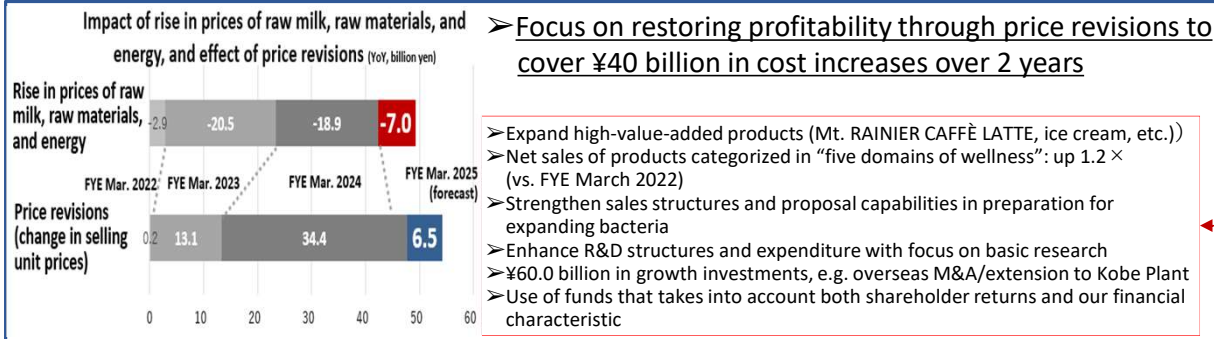 Impact of rise in prices of raw milk, raw materials, and
energy, and effect of price revisions (YoY, billion yen)
Rise in prices of raw
milk, raw materials,
and energy
-2.9
-20.5
-18.9
-7.0
FYE Mar. 2022
FYE Mar. 2023
FYE Mar. 2024
FYE Mar. 2025
(forecast)
Price revisions
(change in selling
unit prices)
0.2
13.1
34.4
6.5
0 10 20 30 40 50 60
➢Focus on restoring profitability through price revisions to
cover ¥40 billion in cost increases over 2 years
➢Expand high-value-added products (Mt. RAINIER CAFFÈ LATTE, ice cream, etc.)）
➢Net sales of products categorized in “five domains of wellness”: up 1.2×
(vs. FYE March 2022)
➢Strengthen sales structures and proposal capabilities in preparation for
expanding bacteria
➢Enhance R&D structures and expenditure with focus on basic research
➢¥60.0 billion in growth investments, e.g. overseas M&A/extension to Kobe Plant
➢Use of funds that takes into account both shareholder returns and our financial
characteristic